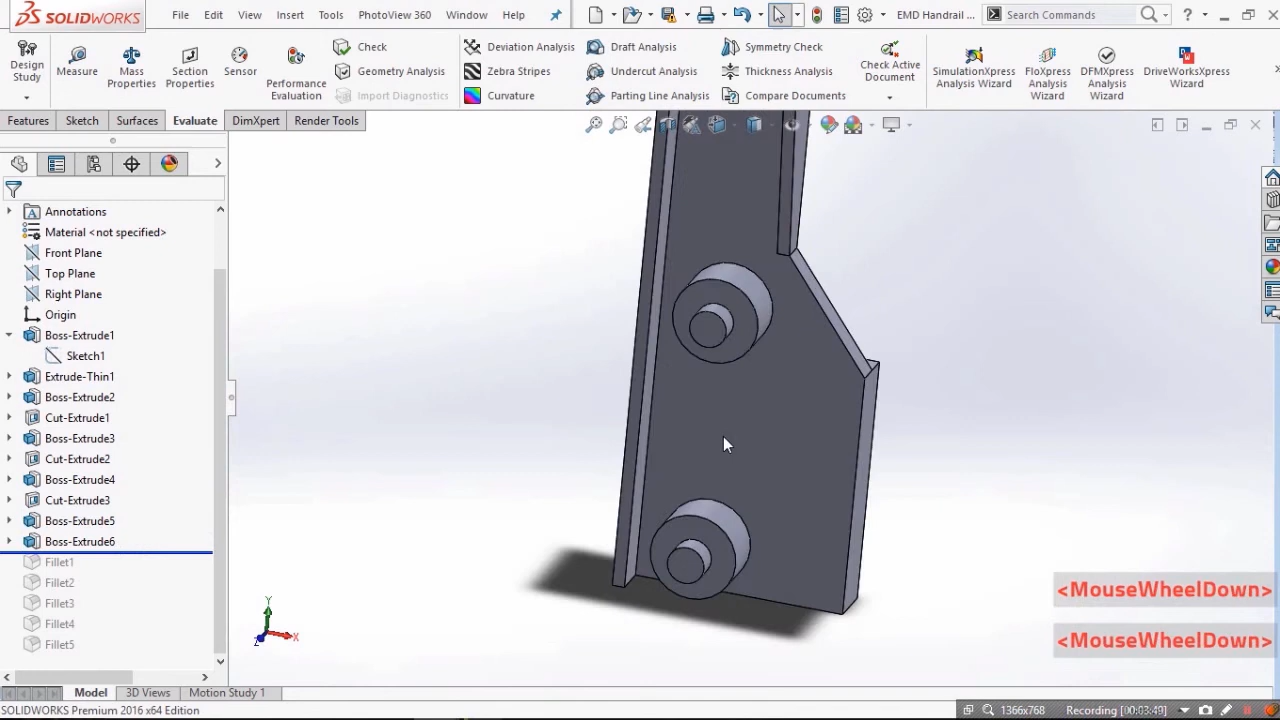 SOLIDWORKS File Edit View Insert Tools PhotoView 360 Window Help EMD Handrail ... Search Commands
Design Study Measure Mass Properties Section Properties Sensor Performance Evaluation
Check Deviation Analysis Draft Analysis Symmetry Check
Geometry Analysis Zebra Stripes Undercut Analysis Thickness Analysis
Import Diagnostics Curvature Parting Line Analysis Compare Documents
Check Active Document SimulationXpress Analysis Wizard FloXpress Analysis Wizard DFMXpress Analysis Wizard DriveWorksXpress Wizard
Features Sketch Surfaces Evaluate DimXpert Render Tools
Annotations
Material <not specified>
Front Plane
Top Plane
Right Plane
Origin
Boss-Extrude1
Sketch1
Extrude-Thin1
Boss-Extrude2
Cut-Extrude1
Boss-Extrude3
Cut-Extrude2
Boss-Extrude4
Cut-Extrude3
Boss-Extrude5
Boss-Extrude6
Fillet1
Fillet2
Fillet3
Fillet4
Fillet5
Y
X
Z
<MouseWheelDown>
<MouseWheelDown>
Model 3D Views Motion Study 1
SOLIDWORKS Premium 2016 x64 Edition 1366x768 Recording [00:03:49]